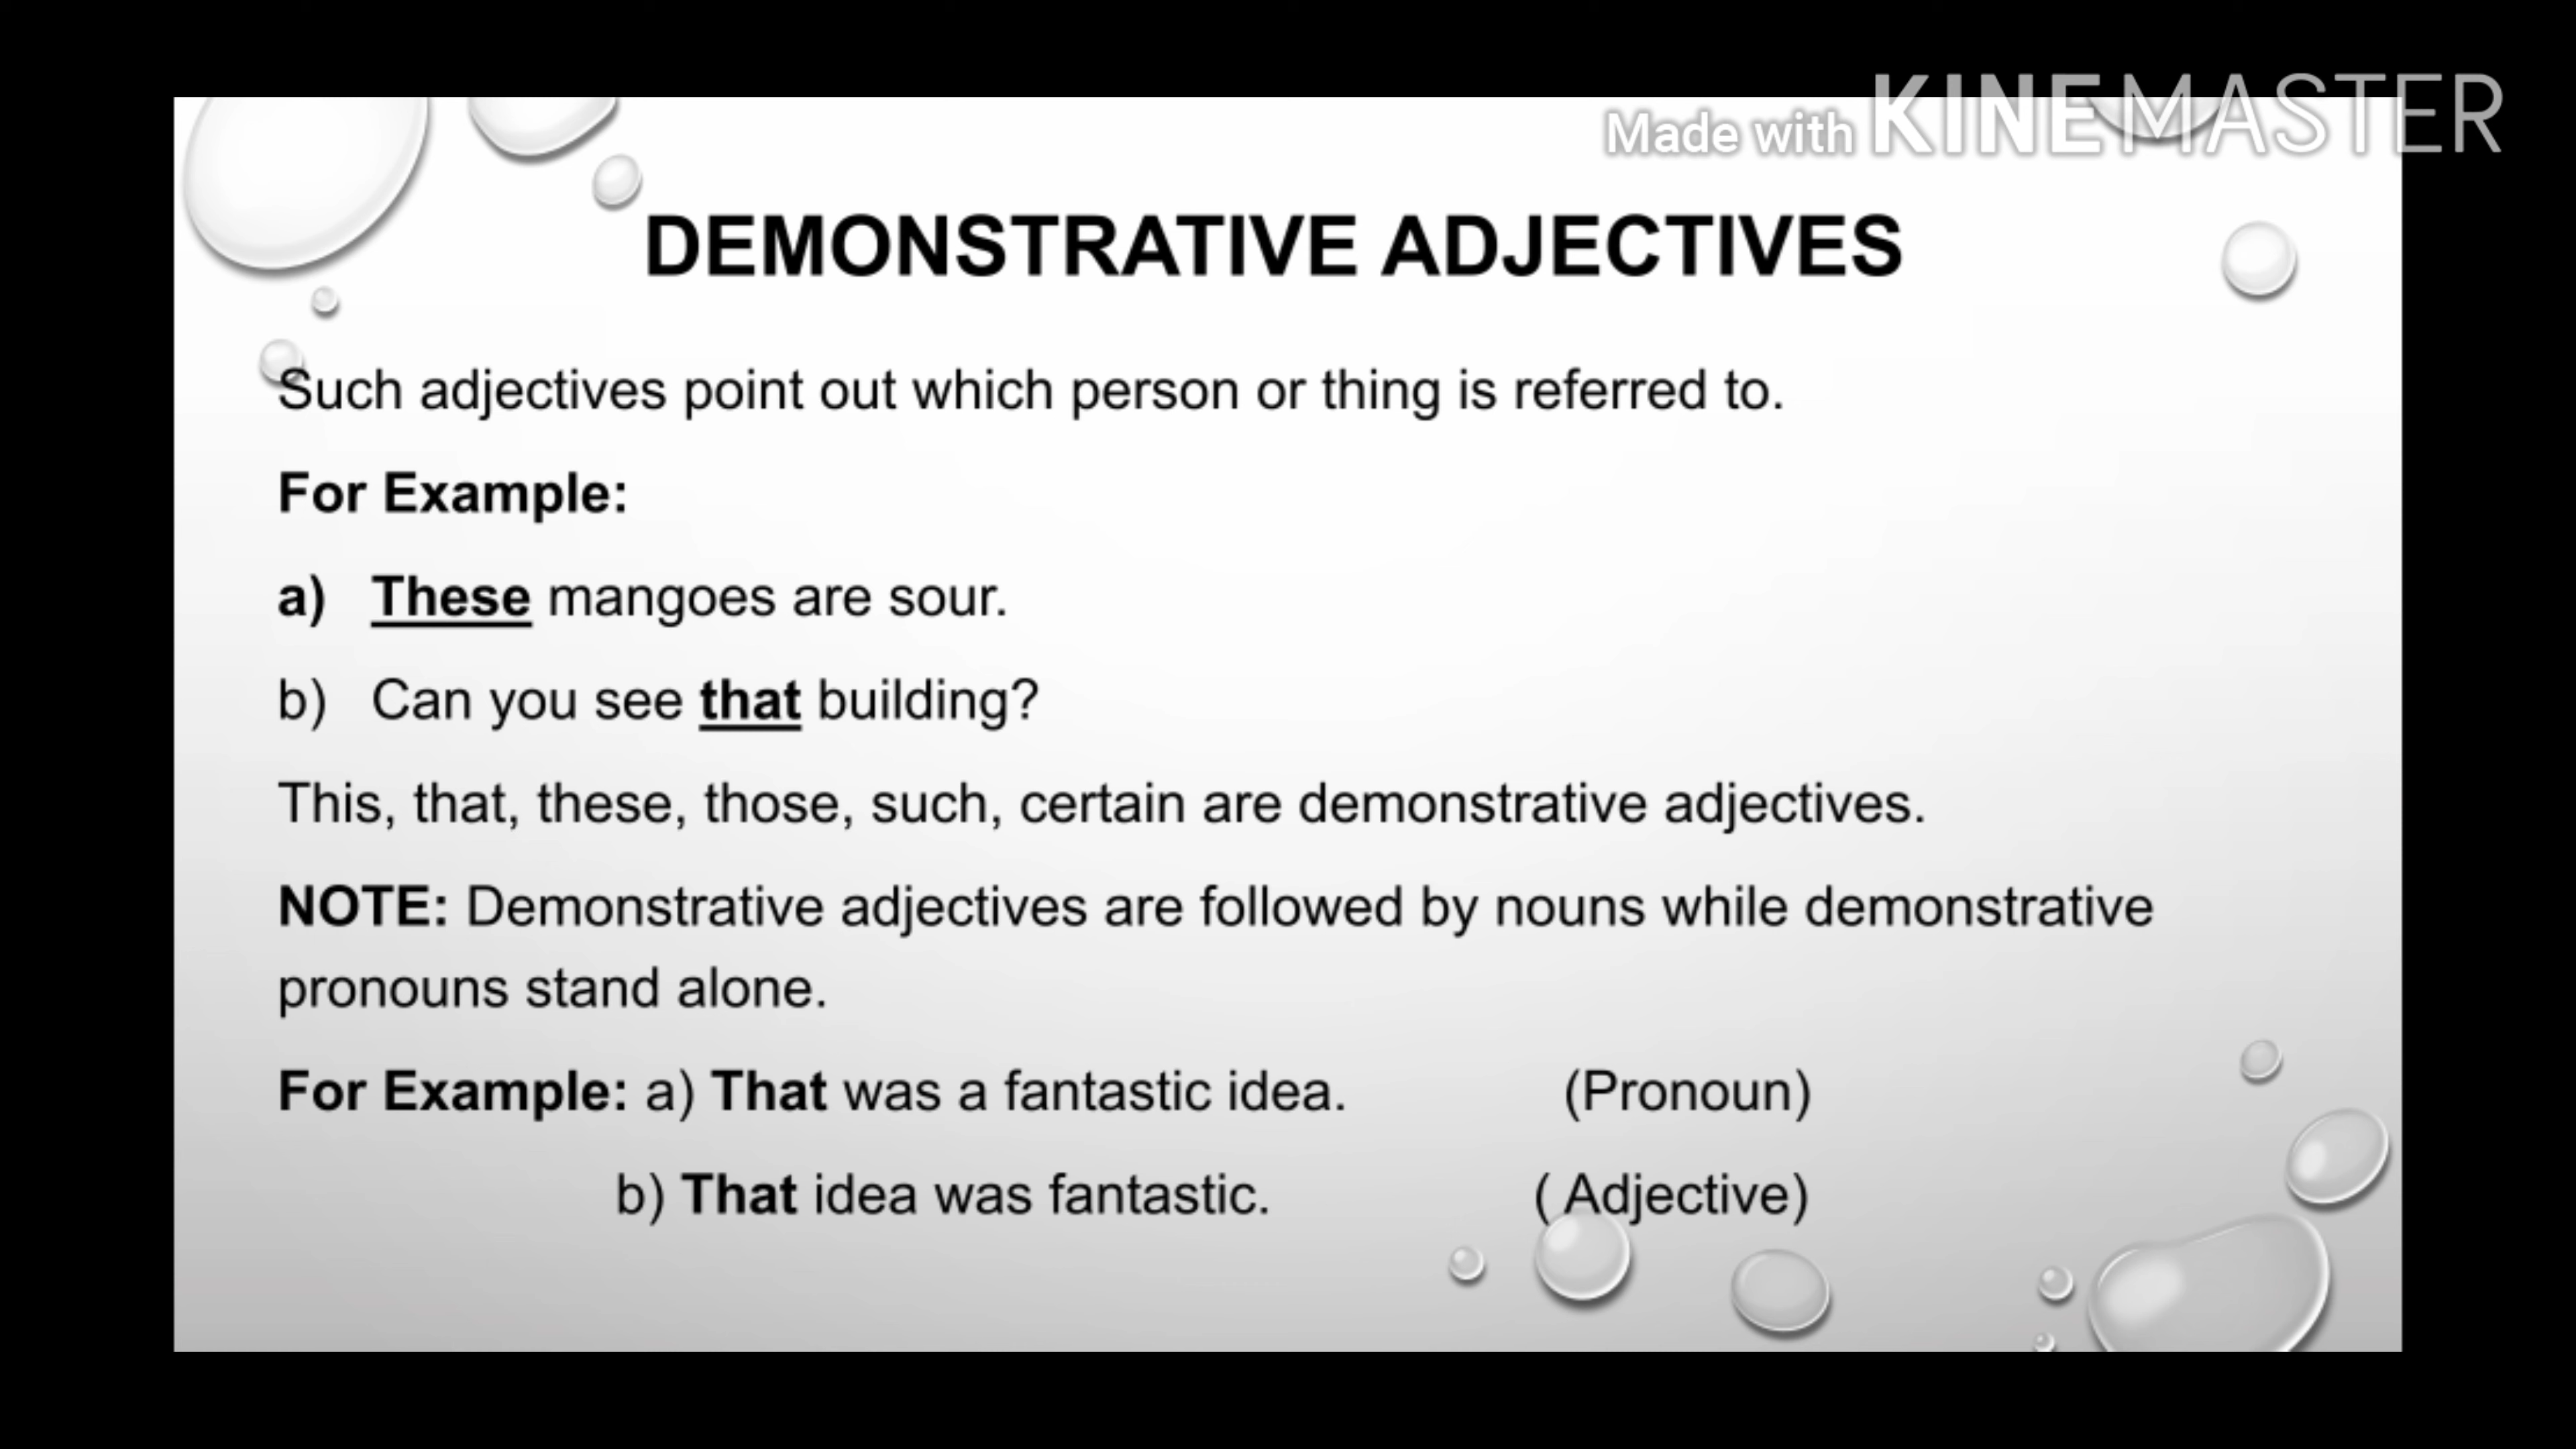 Made with KINEMASTER
DEMONSTRATIVE ADJECTIVES
Such adjectives point out which person or thing is referred to.
For Example:
a) These mangoes are sour.
b) Can you see that building?
This, that, these, those, such, certain are demonstrative adjectives.
NOTE: Demonstrative adjectives are followed by nouns while demonstrative
pronouns stand alone.
For Example: a) That was a fantastic idea. (Pronoun)
b) That idea was fantastic. ( Adjective)